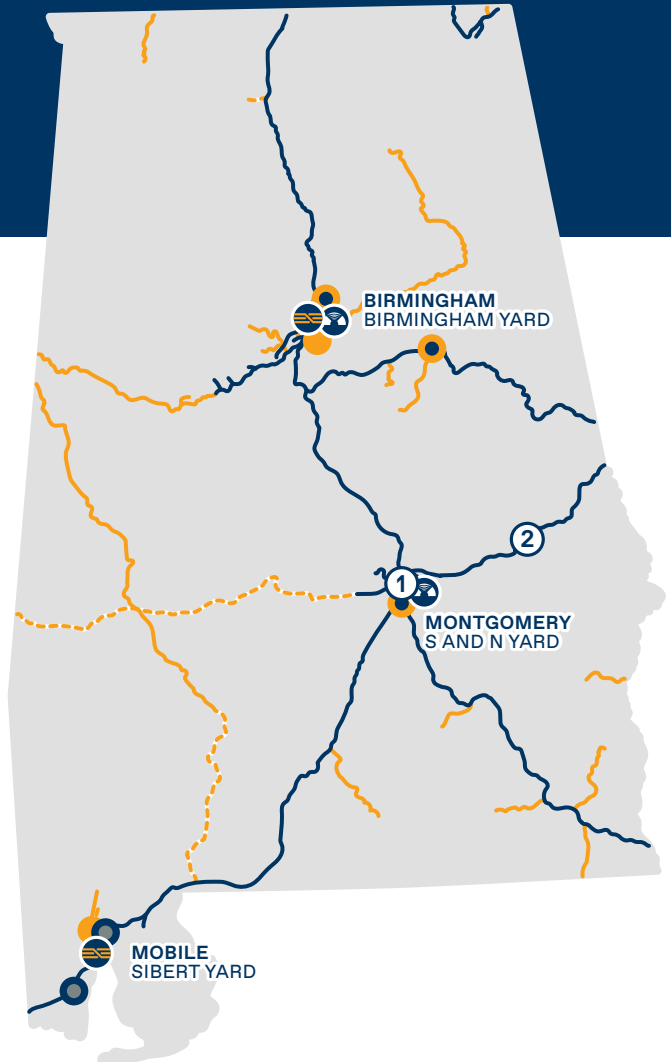 BIRMINGHAM
BIRMINGHAM YARD
2
1
MONTGOMERY
S AND N YARD
MOBILE
SIBERT YARD